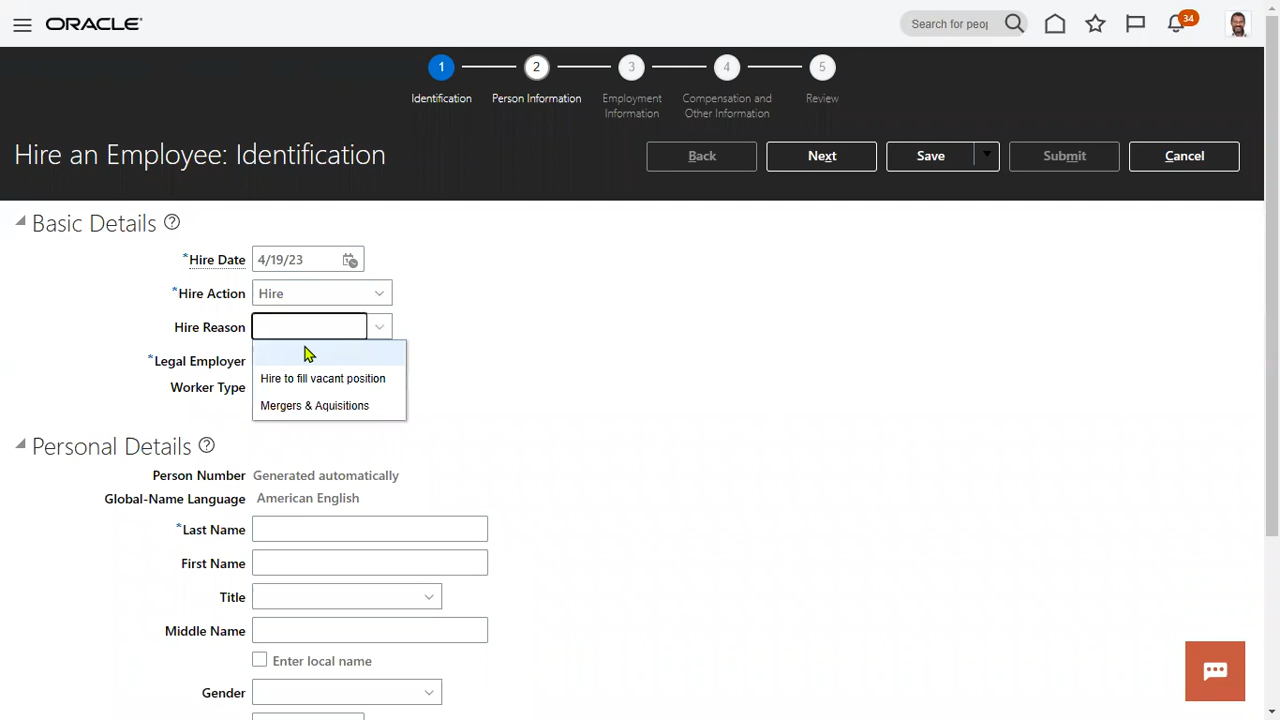 ORACLE
Search for peop
34
1 2 3 4 5
Identification Person Information Employment Information Compensation and Other Information Review
Hire an Employee: Identification
Back Next Save Submit Cancel
Basic Details
*Hire Date 4/19/23
*Hire Action Hire
Hire Reason
*Legal Employer
Hire to fill vacant position
Worker Type
Mergers & Aquisitions
Personal Details
Person Number Generated automatically
Global-Name Language American English
*Last Name
First Name
Title
Middle Name
Enter local name
Gender